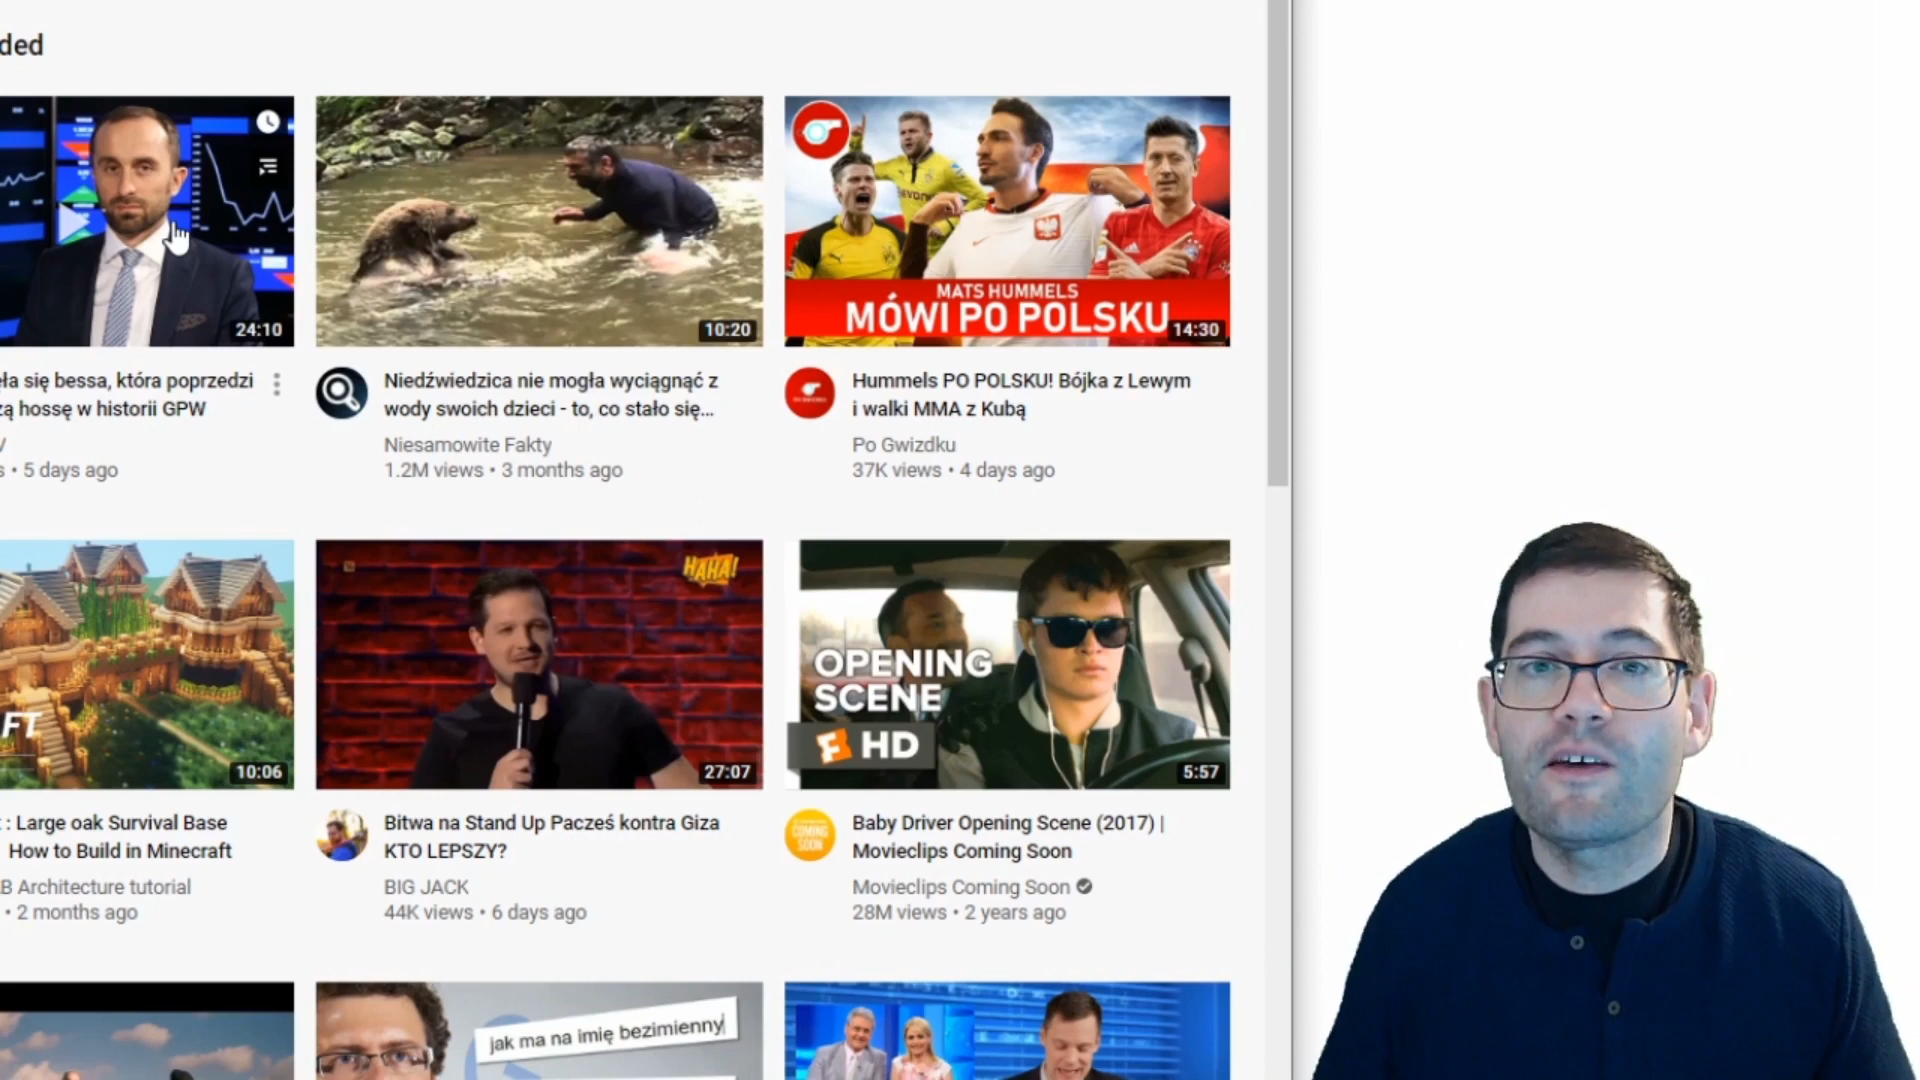 ded
24:10
10:20
MATS HUMMELS
MÓWI PO POLSKU
14:30
ęła się bessa, która poprzedzi
zą hossę w historii GPW
5 days ago
Niedźwiedzica nie mogła wyciągnąć z
wody swoich dzieci - to, co stało się...
Niesamowite Fakty
1.2M views • 3 months ago
Hummels PO POLSKU! Bójka z Lewym
i walki MMA z Kubą
Po Gwizdku
37K views • 4 days ago
FT
10:06
HAHA!
27:07
OPENING
SCENE
F HD
5:57
: Large oak Survival Base
How to Build in Minecraft
B Architecture tutorial
• 2 months ago
Bitwa na Stand Up Pacześ kontra Giza
KTO LEPSZY?
BIG JACK
44K views • 6 days ago
COMING
SOON
Baby Driver Opening Scene (2017) |
Movieclips Coming Soon
Movieclips Coming Soon
28M views • 2 years ago
jak ma na imię bezimienny